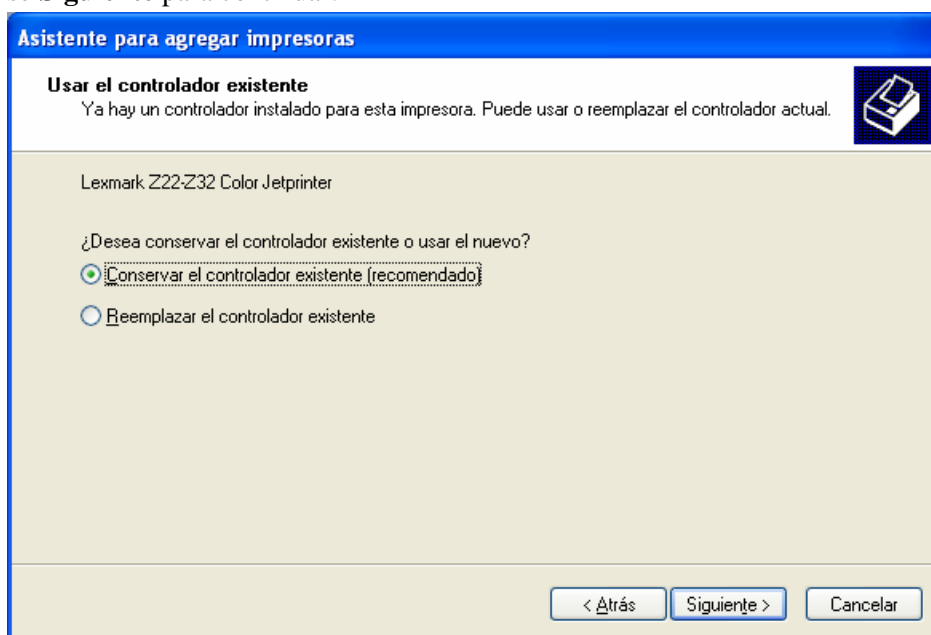 Asistente para agregar impresoras
Usar el controlador existente
Ya hay un controlador instalado para esta impresora. Puede usar o reemplazar el controlador actual.
Lexmark Z22-Z32 Color Jetprinter
¿Desea conservar el controlador existente o usar el nuevo?
Conservar el controlador existente (recomendado)
Reemplazar el controlador existente
< Atrás Siguiente > Cancelar